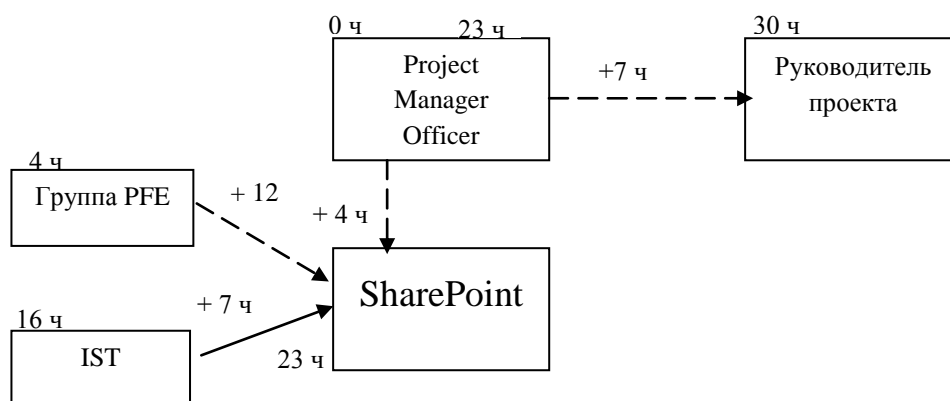 0 ч
23 ч
30 ч
Project
Manager
Officer
+7 ч
Руководитель
проекта
4 ч
Группа PFE
+ 12
+ 4 ч
SharePoint
+ 7 ч
16 ч
IST
23 ч